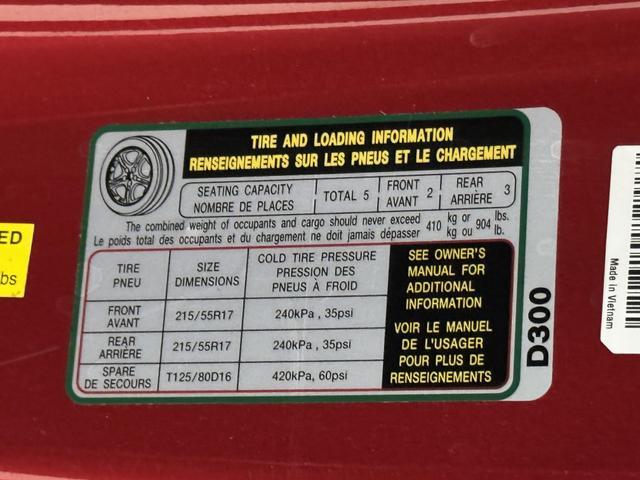 TIRE AND LOADING INFORMATION
RENSEIGNEMENTS SUR LES PNEUS ET LE CHARGEMENT
SEATING CAPACITY
NOMBRE DE PLACES
TOTAL 5
FRONT
AVANT 2
REAR
ARRIÈRE 3
The combined weight of occupants and cargo should never exceed 410 kg or 904 lbs.
Le poids total des occupants et du chargement ne doit jamais dépasser kg ou lb.
TIRE
PNEU
SIZE
DIMENSIONS
COLD TIRE PRESSURE
PRESSION DES
PNEUS À FROID
FRONT
AVANT
215/55R17
240kPa , 35psi
REAR
ARRIÈRE
215/55R17
240kPa , 35psi
SPARE
DE SECOURS
T125/80D16
420kPa, 60psi
SEE OWNER'S
MANUAL FOR
ADDITIONAL
INFORMATION
VOIR LE MANUEL
DE L'USAGER
POUR PLUS DE
RENSEIGNEMENTS
D300
Made in Vietnam
ED
bs